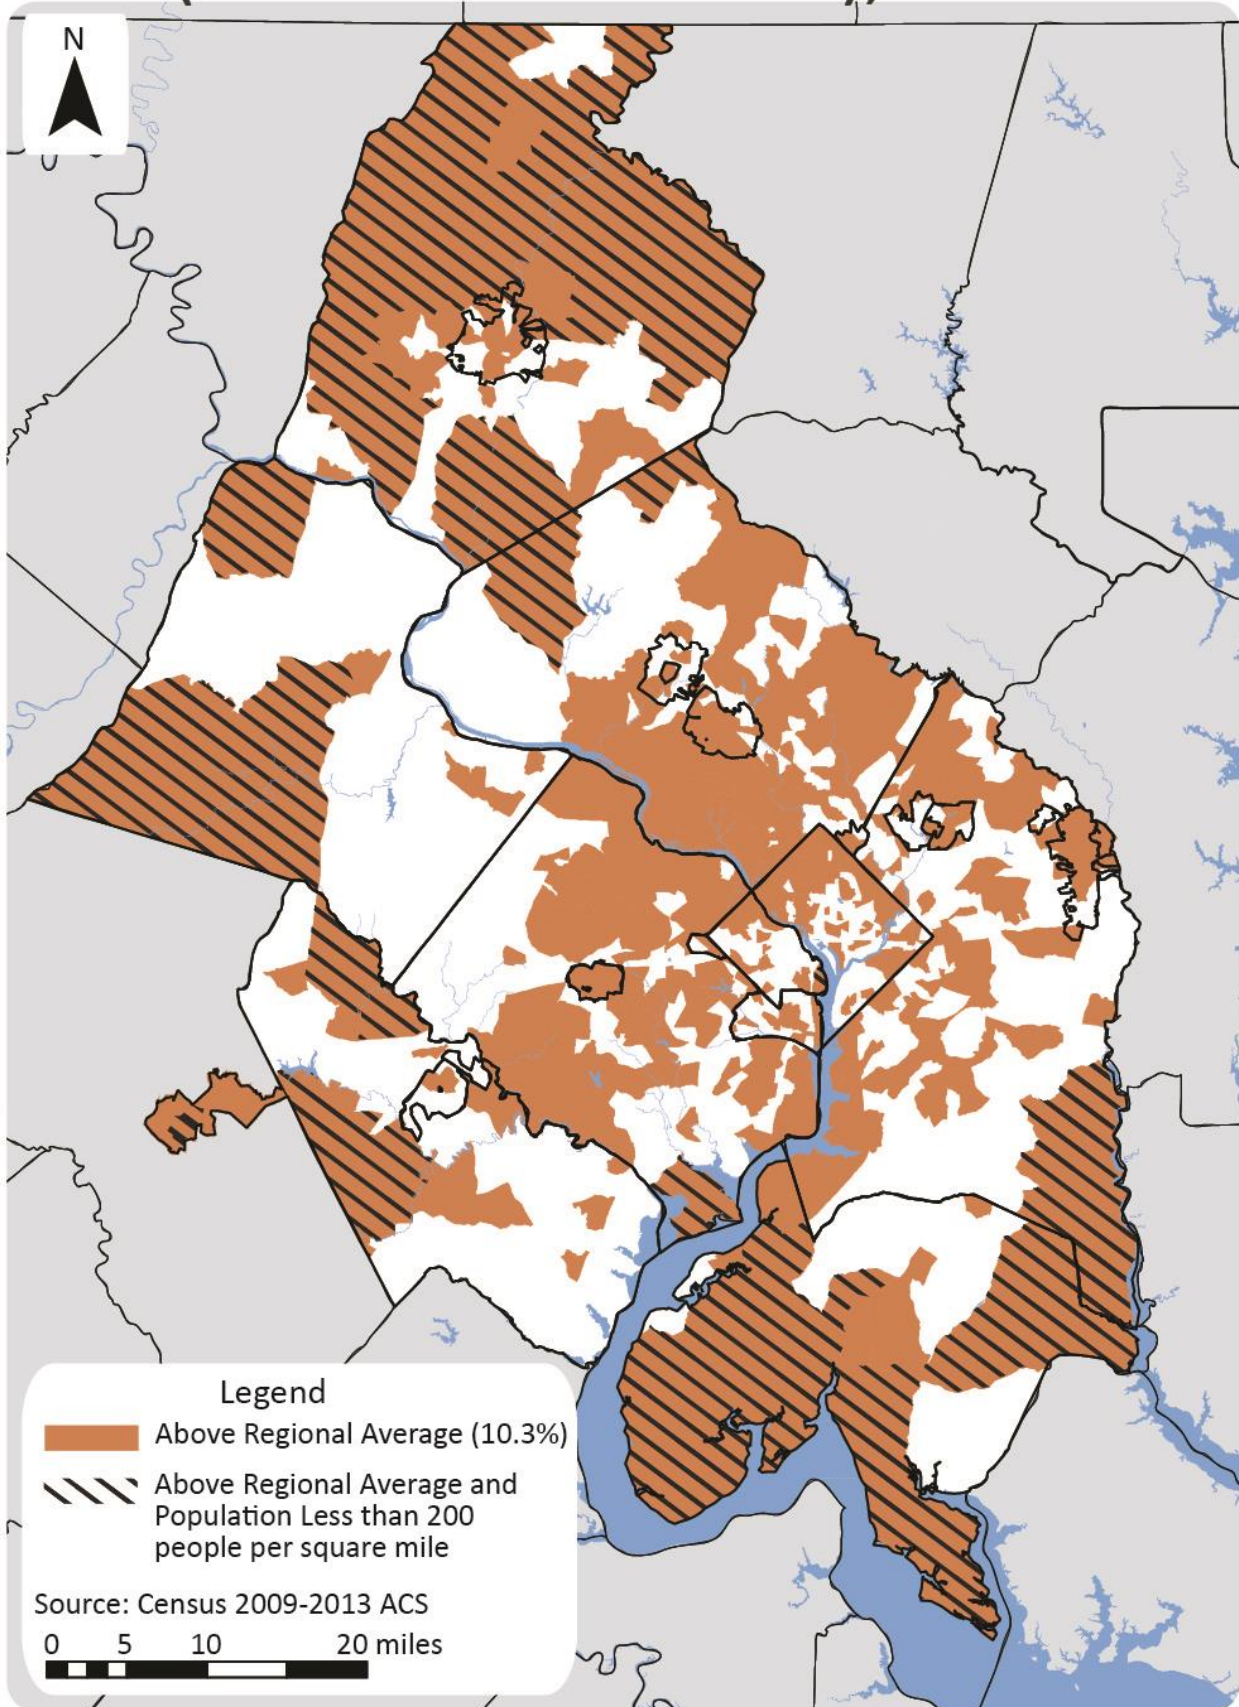 N
Legend
Above Regional Average (10.3%)
Above Regional Average and
Population Less than 200
people per square mile
Source: Census 2009-2013 ACS
0 5 10 20 miles